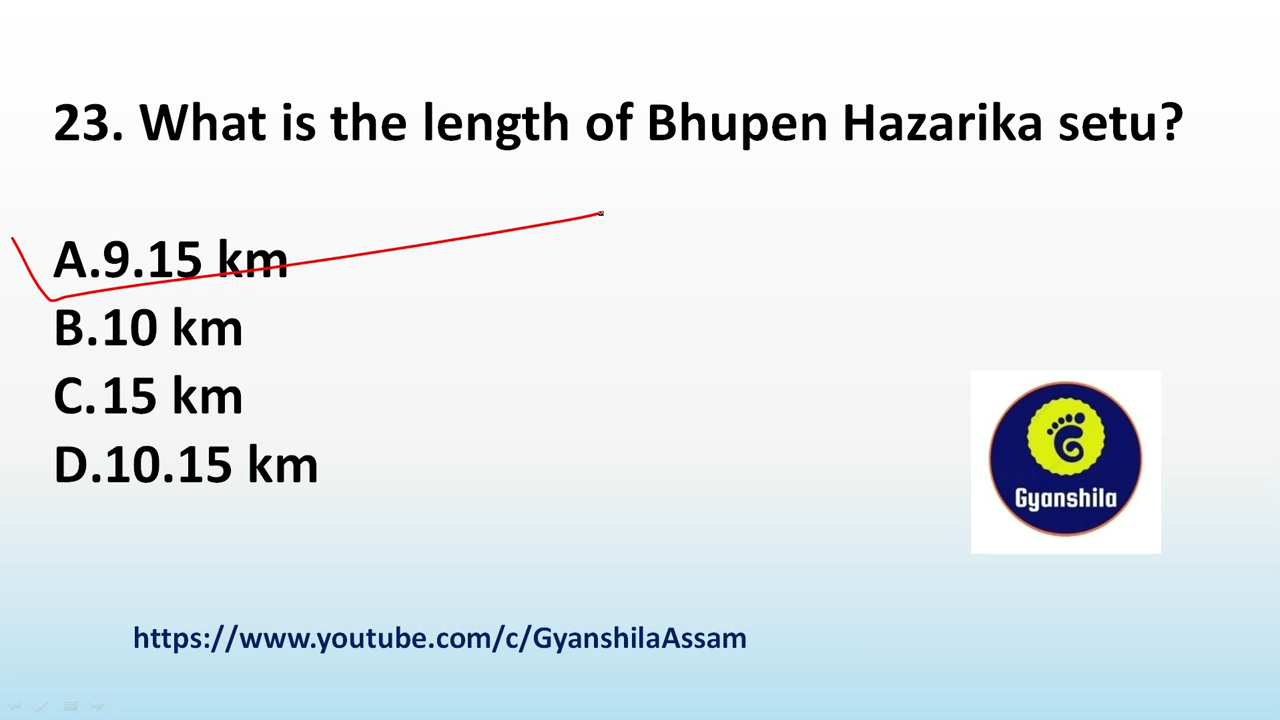 23. What is the length of Bhupen Hazarika setu?
A.9.15 km
B.10 km
C.15 km
D.10.15 km
Gyanshila
https://www.youtube.com/c/GyanshilaAssam